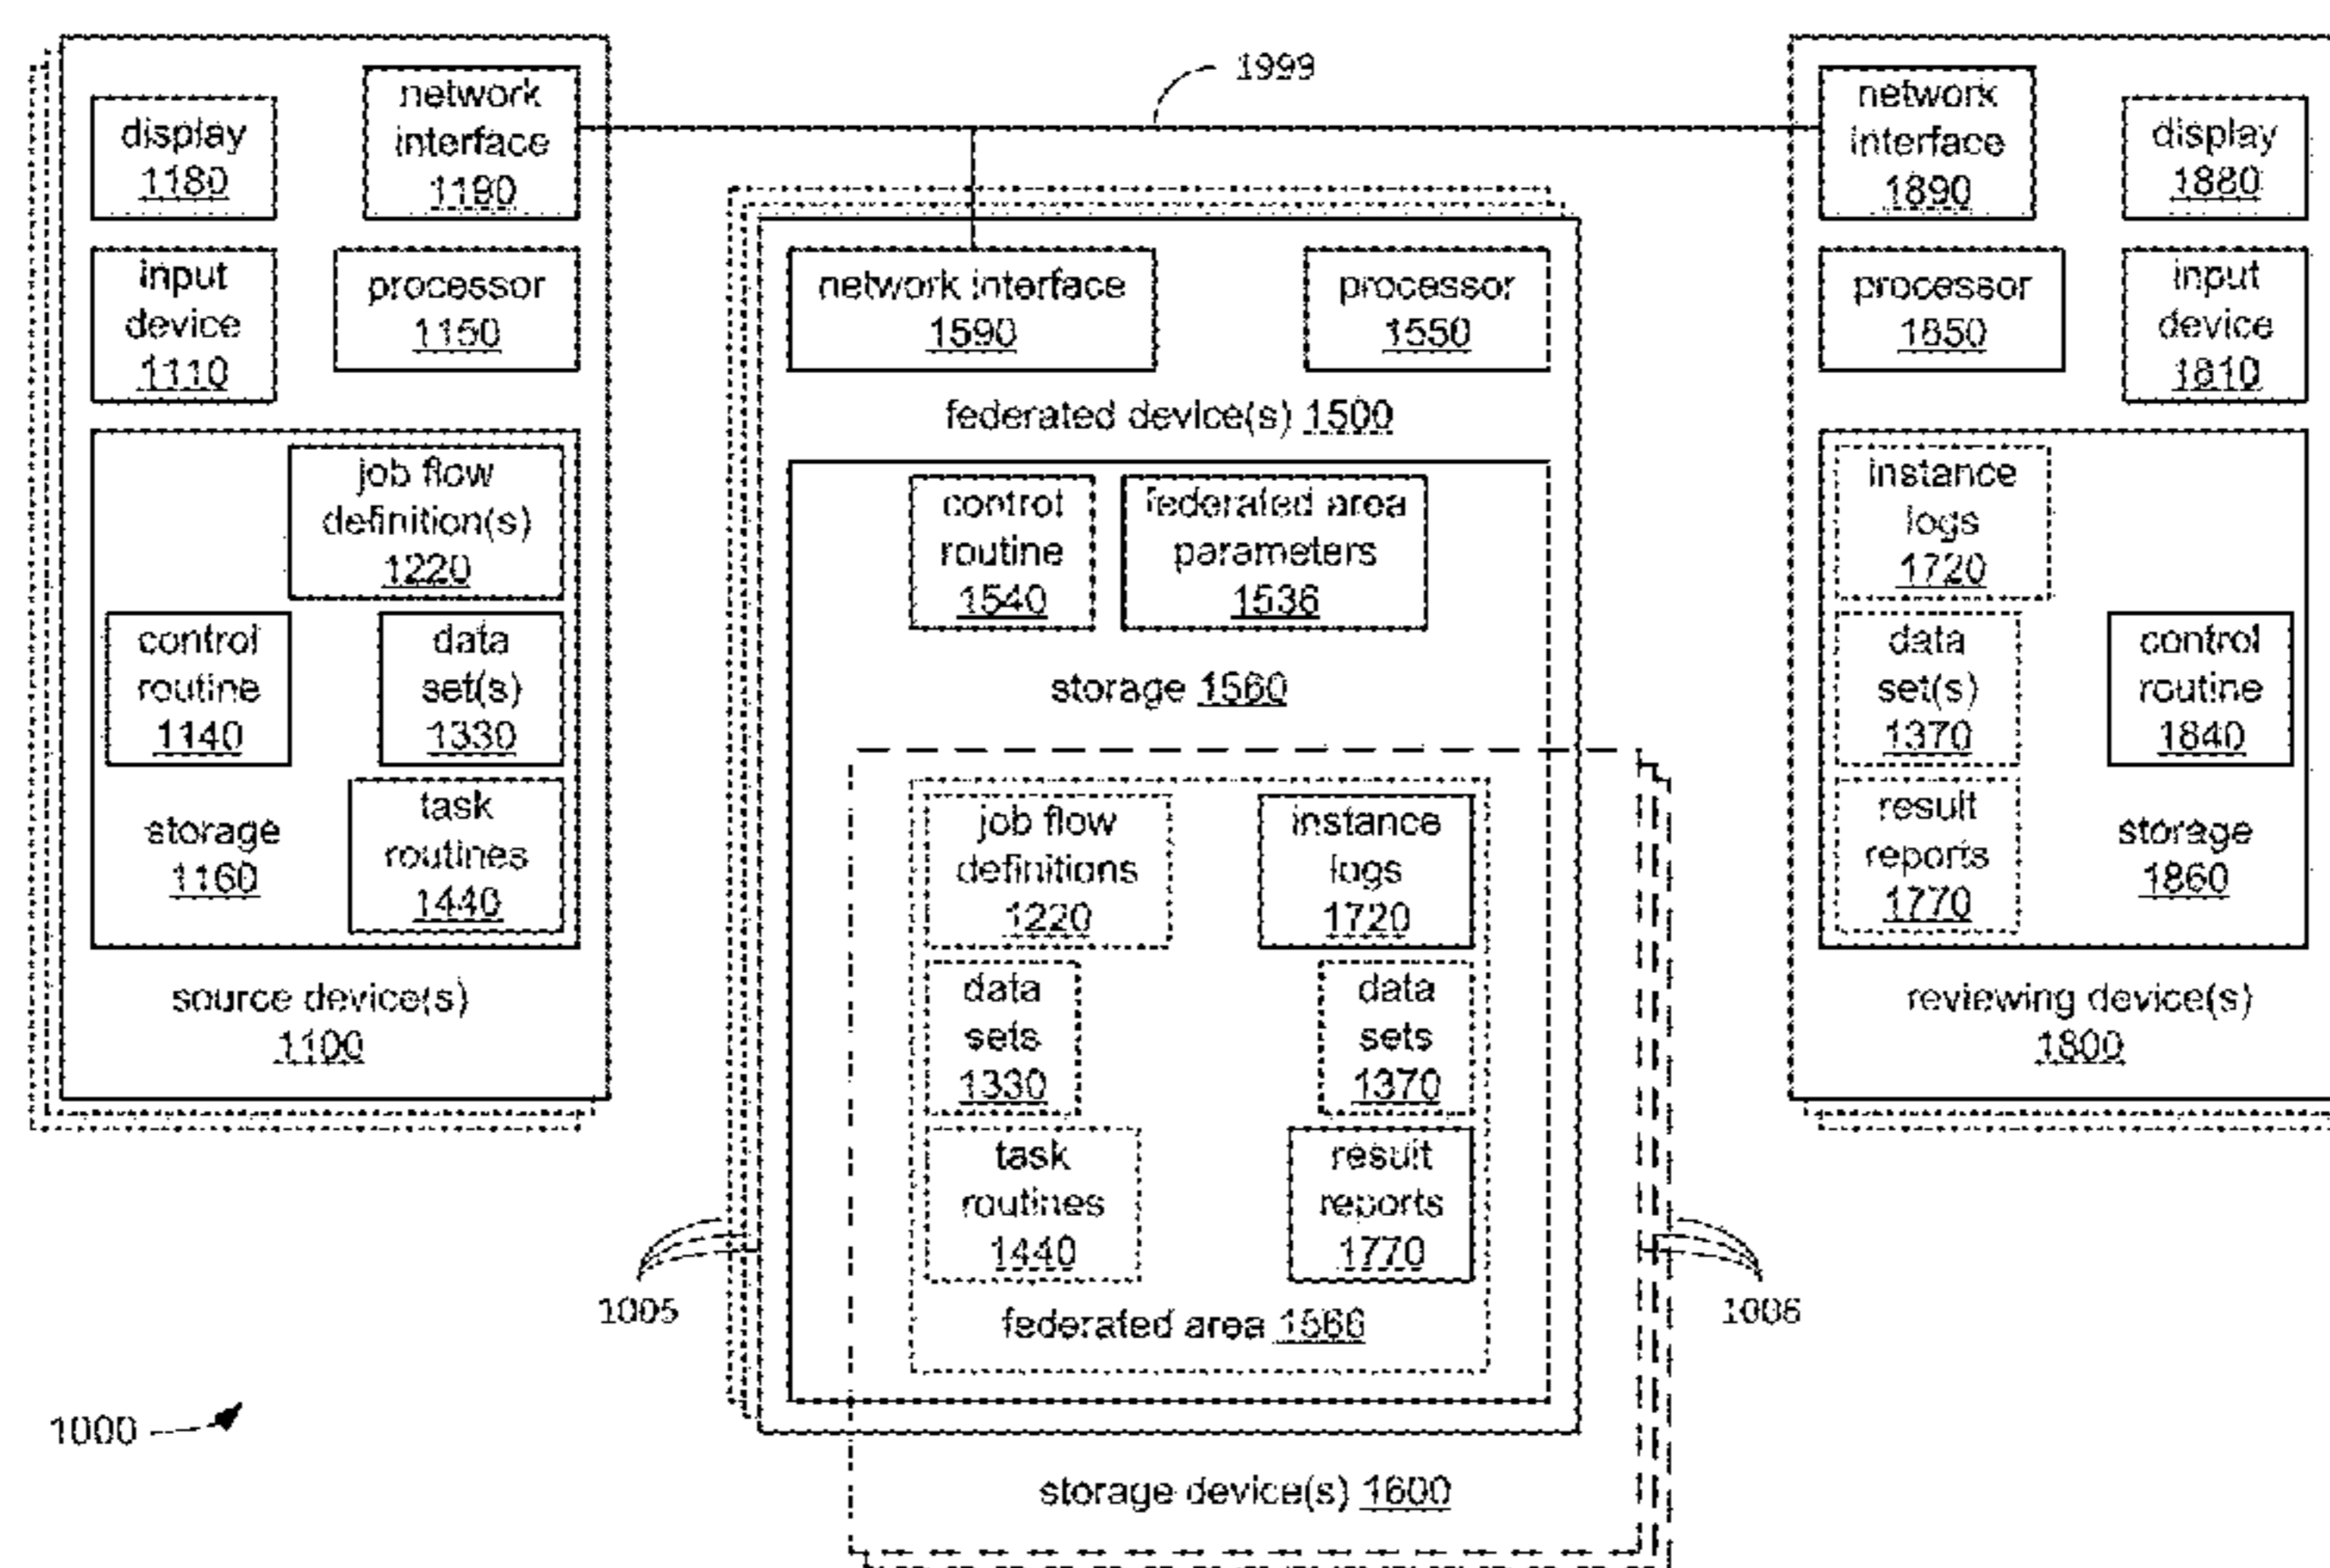 1999
display
1180
network
interface
1190
input
device
1110
processor
1150
job flow
definition(s)
1220
control
routine
1140
data
set(s)
1330
storage
1160
task
routines
1440
source device(s)
1100
network interface
1590
processor
1550
federated device(s) 1500
control
routine
1540
federated area
parameters
1536
storage 1560
job flow
definitions
1220
instance
logs
1720
data
sets
1330
data
sets
1370
task
routines
1440
result
reports
1770
federated area 1566
storage device(s) 1600
1005
1006
network
interface
1890
display
1880
processor
1850
input
device
1810
instance
logs
1720
data
set(s)
1370
control
routine
1840
result
reports
1770
storage
1860
reviewing device(s)
1800
1000